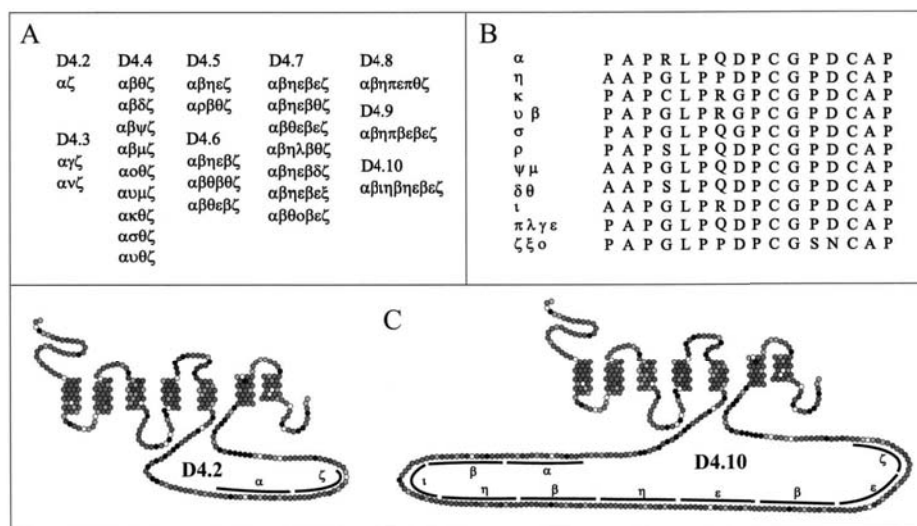 A
D4.2
αζ
D4.3
αγζ
ανζ
D4.4
αβθζ
αβδζ
αβψζ
αβμζ
αοθζ
αυμζ
ακθζ
ασθζ
αυθζ
D4.5
αβηεζ
αρβθζ
D4.6
αβηεβζ
αβθβθζ
αβθεβζ
D4.7
αβηεβεζ
αβηεβθζ
αβθεβεζ
αβηλβθζ
αβηεβδζ
αβηεβεξ
αβθοβεζ
D4.8
αβηπεπθζ
D4.9
αβηπβεβεζ
D4.10
αβιηβηεβεζ
B
α P A P R L P Q D P C G P D C A P
η A A P G L P P D P C G P D C A P
κ P A P C L P R G P C G P D C A P
υ β P A P G L P R G P C G P D C A P
σ P A P G L P Q G P C G P D C A P
ρ P A P S L P Q D P C G P D C A P
ψ μ A A P G L P Q D P C G P D C A P
δ θ A A P S L P Q D P C G P D C A P
ι A A P G L P R D P C G P D C A P
π λ γ ε P A P G L P Q D P C G P D C A P
ζ ξ ο P A P G L P P D P C G S N C A P
C
D4.2
α ζ
D4.10
β α ζ
ι ε
η β η ε β